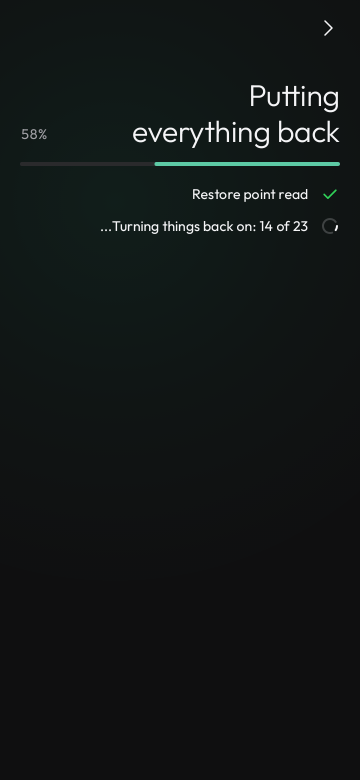 Putting
everything back
58%
Restore point read
...Turning things back on: 14 of 23